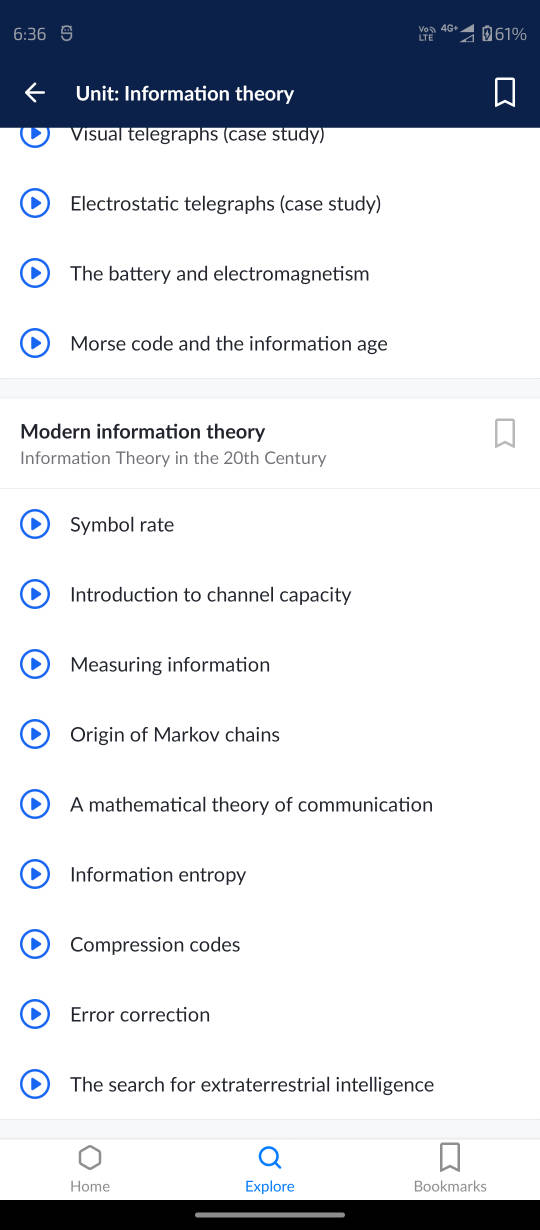 6:36
Vo LTE 4G+ 61%
Unit: Information theory
Visual telegraphs (case study)
Electrostatic telegraphs (case study)
The battery and electromagnetism
Morse code and the information age
Modern information theory
Information Theory in the 20th Century
Symbol rate
Introduction to channel capacity
Measuring information
Origin of Markov chains
A mathematical theory of communication
Information entropy
Compression codes
Error correction
The search for extraterrestrial intelligence
Home
Explore
Bookmarks